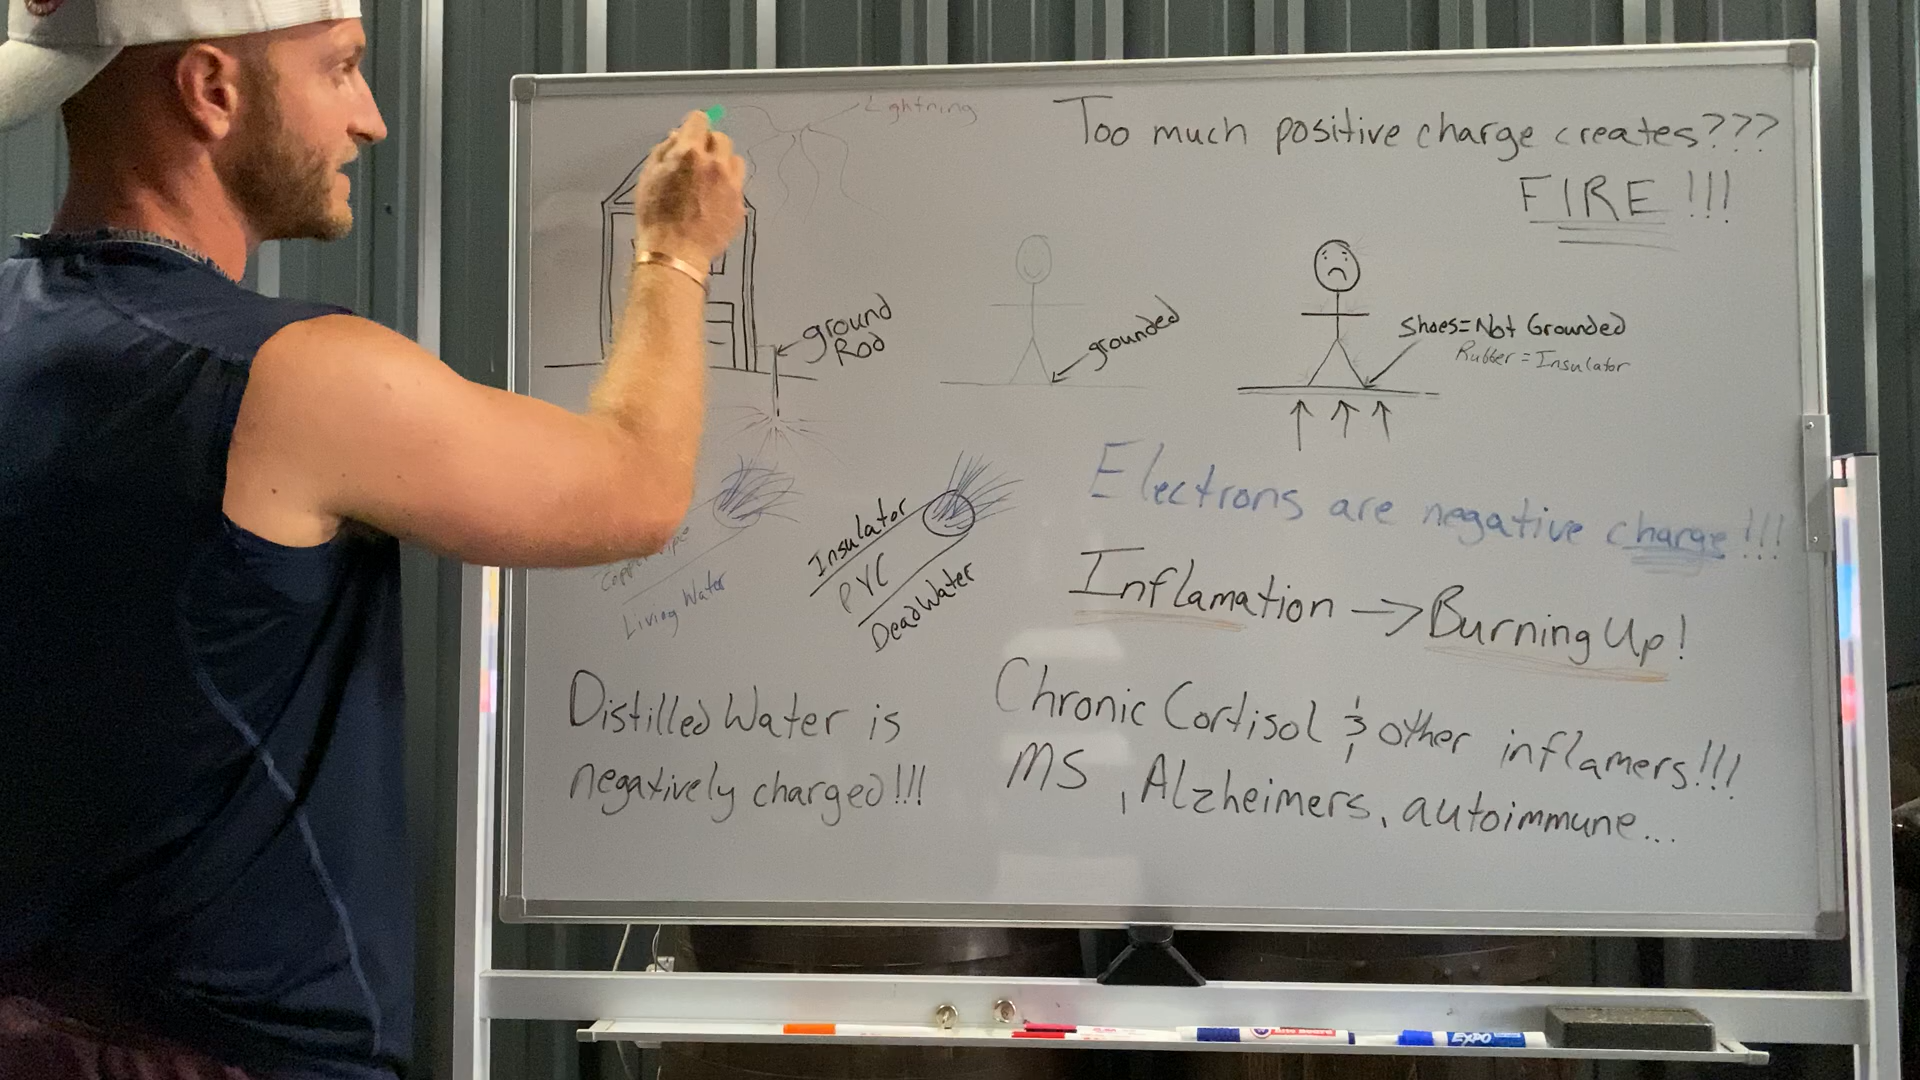 Lightning
Too much positive charge creates???
FIRE!!!
ground
Rod
grounded
Shoes=Not Grounded
Rubber=Insulator
Electrons are negative charge!!!
Living Water
Insulator
PVC
Dead Water
Inflamation → Burning Up!
Distilled Water is
negatively charged!!!
Chronic Cortisol & other inflamers!!!
MS, Alzheimers, autoimmune...
EXPO